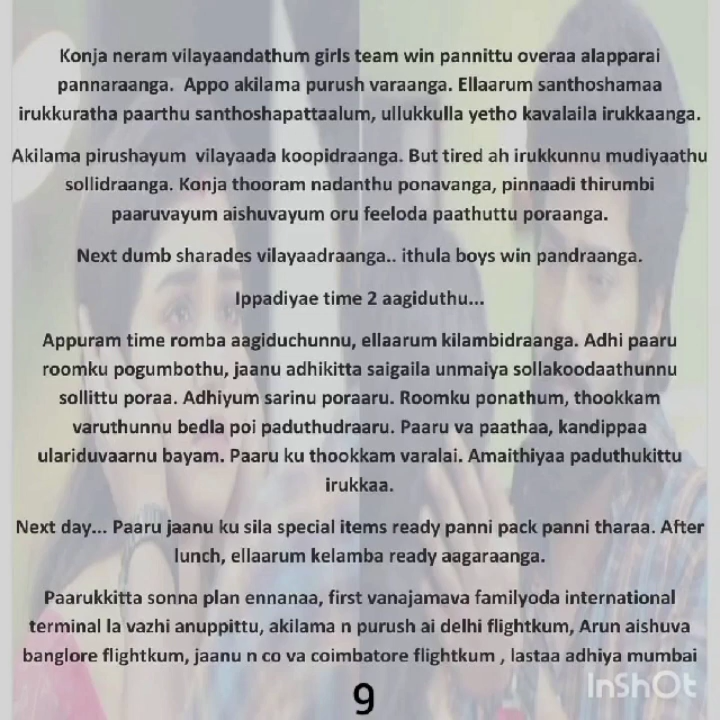 Konja neram vilayaandathum girls team win pannittu overaa alapparai
pannaraanga.  Appo akilama purush varaanga. Ellaarum santhoshamaa
irukkuratha paarthu santhoshapattaalum, ullukkulla yetho kavalaila irukkaanga.
Akilama pirushayum  vilayaada koopidraanga. But tired ah irukkunnu mudiyaathu
sollidraanga. Konja thooram nadanthu ponavanga, pinnaadi thirumbi
paaruvayum aishuvayum oru feeloda paathuttu poraanga.
Next dumb sharades vilayaadraanga.. ithula boys win pandraanga.
Ippadiyae time 2 aagiduthu...
Appuram time romba aagiduchunnu, ellaarum kilambidraanga. Adhi paaru
roomku pogumbothu, jaanu adhikitta saigaila unmaiya sollakoodaathunnu
sollittu poraa. Adhiyum sarinu poraaru. Roomku ponathum, thookkam
varuthunnu bedla poi paduthudraaru. Paaru va paathaa, kandippaa
ulariduvaarnu bayam. Paaru ku thookkam varalai. Amaithiyaa paduthukittu
irukkaa.
Next day... Paaru jaanu ku sila special items ready panni pack panni tharaa. After
lunch, ellaarum kelamba ready aagaraanga.
Paarukkitta sonna plan ennanaa, first vanajamava familyoda international
terminal la vazhi anuppittu, akilama n purush ai delhi flightkum, Arun aishuva
banglore flightkum, jaanu n co va coimbatore flightkum , lastaa adhiya mumbai
InShOt
9